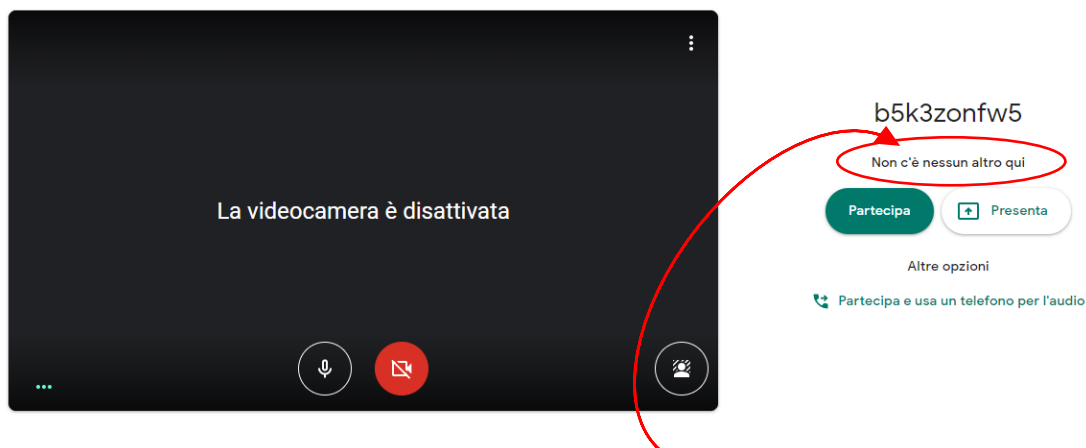 La videocamera è disattivata
b5k3zonfw5
Non c'è nessun altro qui
Partecipa
Presenta
Altre opzioni
Partecipa e usa un telefono per l'audio